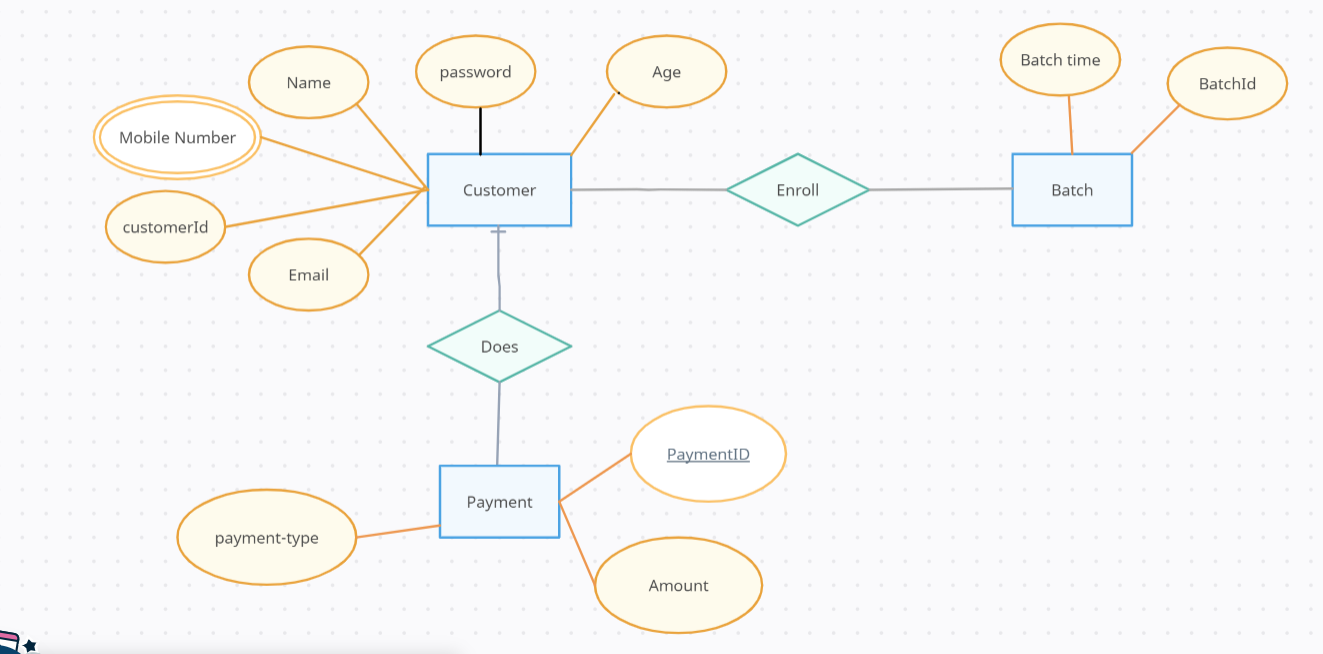 Name
password
Age
Batch time
BatchId
Mobile Number
Customer
Enroll
Batch
customerId
Email
Does
PaymentID
Payment
payment-type
Amount